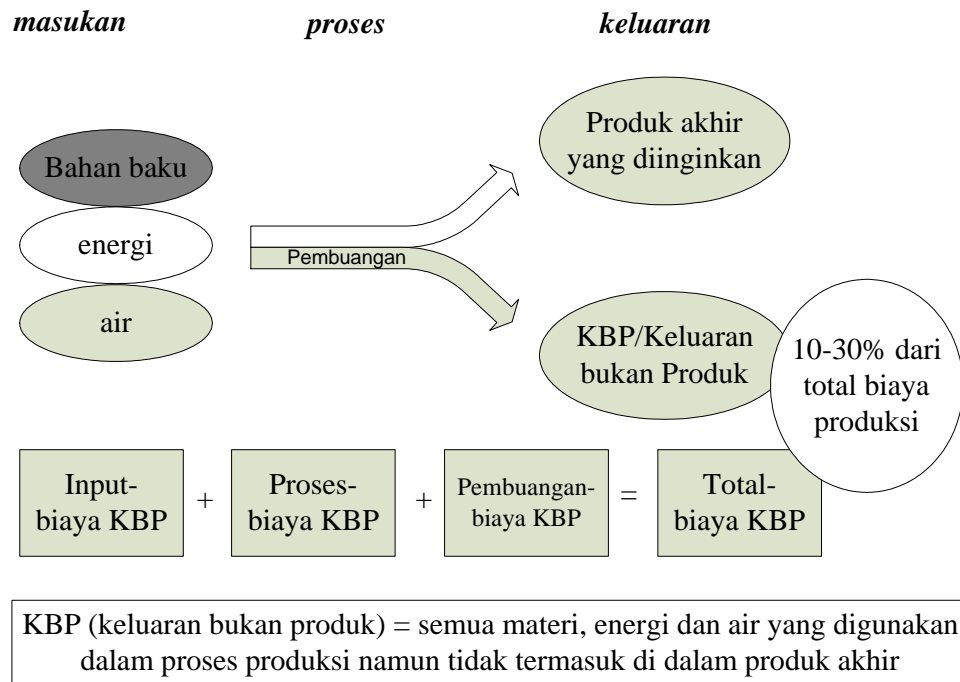 masukan proses keluaran
Produk akhir
yang diinginkan
Bahan baku
energi
Pembuangan
air
KBP/Keluaran
bukan Produk
10-30% dari
total biaya
produksi
Input-
biaya KBP
+
Proses-
biaya KBP
+
Pembuangan-
biaya KBP
=
Total-
biaya KBP
KBP (keluaran bukan produk) = semua materi, energi dan air yang digunakan
dalam proses produksi namun tidak termasuk di dalam produk akhir